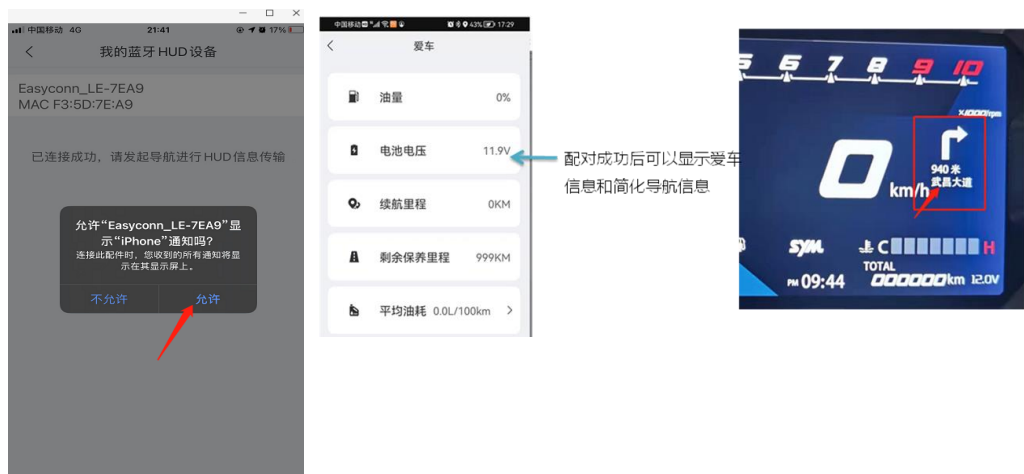 中国移动 4G 21:41 17%
我的蓝牙HUD设备
Easyconn_LE-7EA9
MAC F3:5D:7E:A9
已连接成功，请发起导航进行HUD信息传输
允许“Easyconn_LE-7EA9”显
示“iPhone”通知吗？
连接此配件时，您收到的所有通知将显
示在其显示屏上。
不允许 允许
中国移动 43% 17:29
爱车
油量 0%
电池电压 11.9V
续航里程 0KM
剩余保养里程 999KM
平均油耗 0.0L/100km
配对成功后可以显示爱车
信息和简化导航信息
5 6 7 8 9 10
x1000/rpm
0 km/h
940 米
武昌大道
SYM C H
PM 09:44
TOTAL
000000km 12.0V